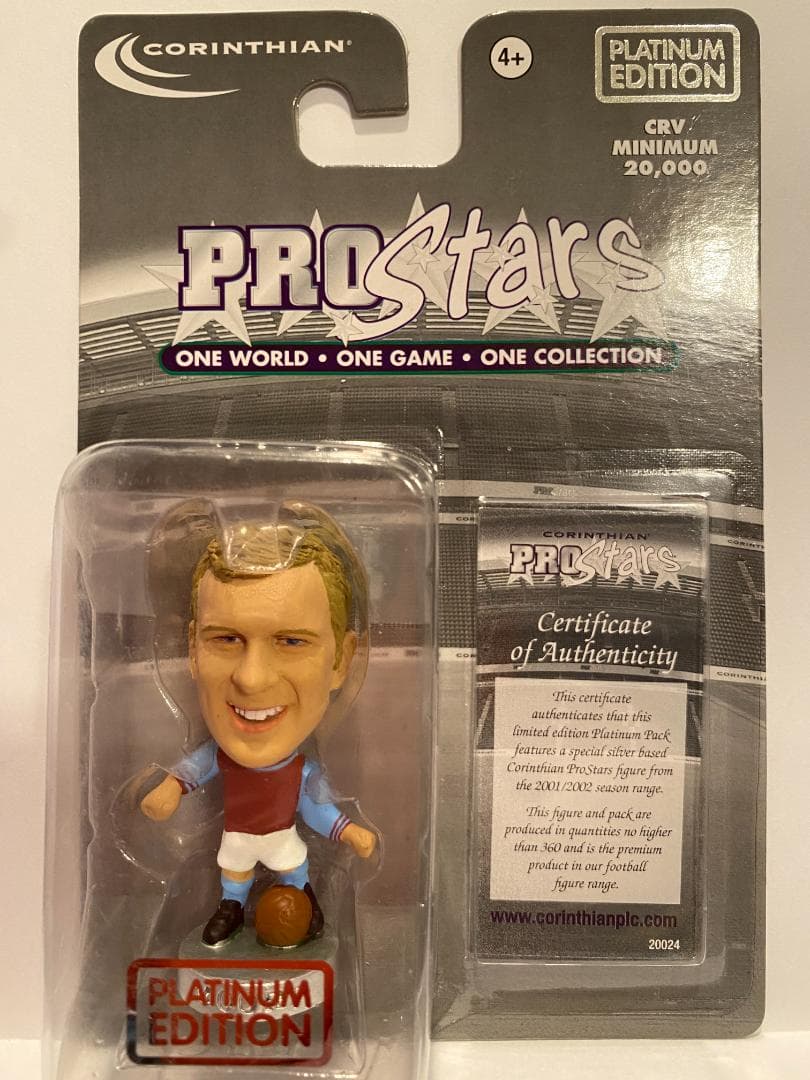 CORINTHIAN®
4+
PLATINUM
EDITION
CRV
MINIMUM
20,000
PROStars
ONE WORLD • ONE GAME • ONE COLLECTION
CORINTHIAN®
PROStars
Certificate
of Authenticity
This certificate
authenticates that this
limited edition Platinum Pack
features a special silver based
Corinthian ProStars figure from
the 2001/2002 season range.
This figure and pack are
produced in quantities no higher
than 360 and is the premium
product in our football
figure range.
www.corinthianplc.com
20024
PLATINUM
EDITION